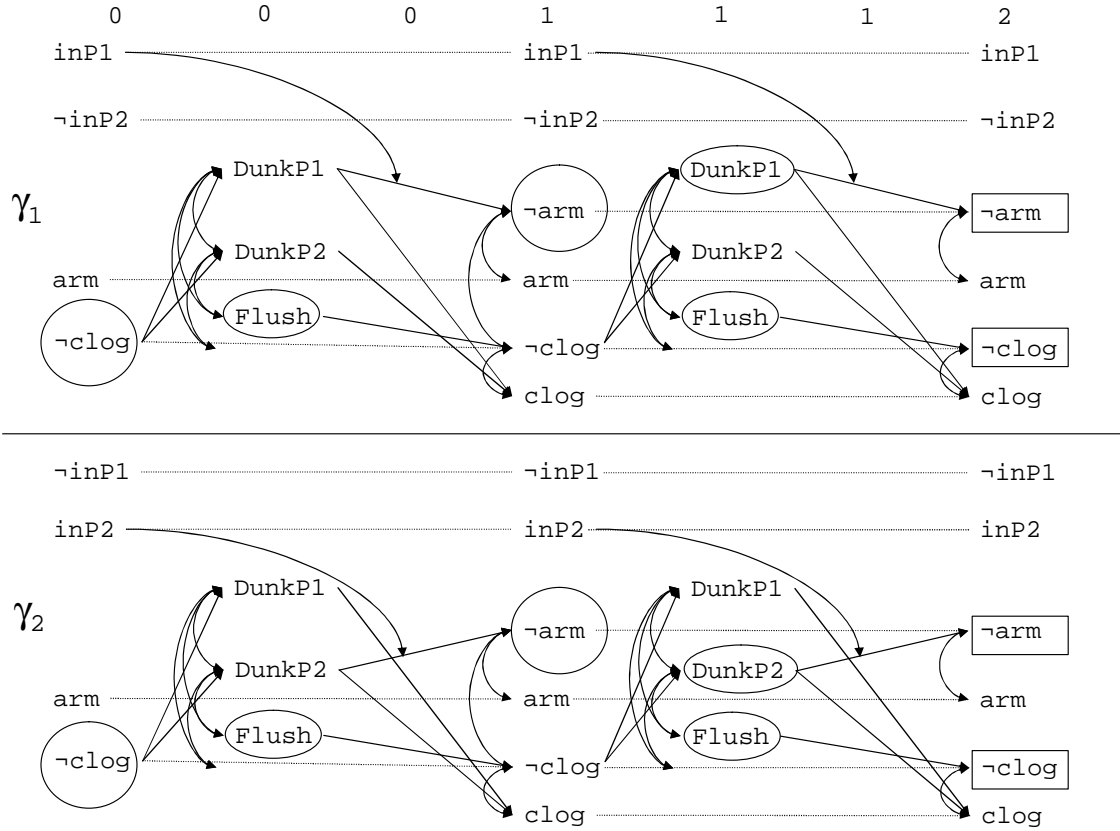 0 0 0 1 1 1 2
inP1 inP1 inP1
¬inP2 ¬inP2 ¬inP2
DunkP1 DunkP1
γ1 ¬arm ¬arm
DunkP2 DunkP2
arm arm arm
Flush Flush
¬clog ¬clog ¬clog
clog clog
¬inP1 ¬inP1 ¬inP1
inP2 inP2 inP2
DunkP1 DunkP1
γ2 ¬arm ¬arm
DunkP2 DunkP2
arm arm arm
Flush Flush
¬clog ¬clog ¬clog
clog clog